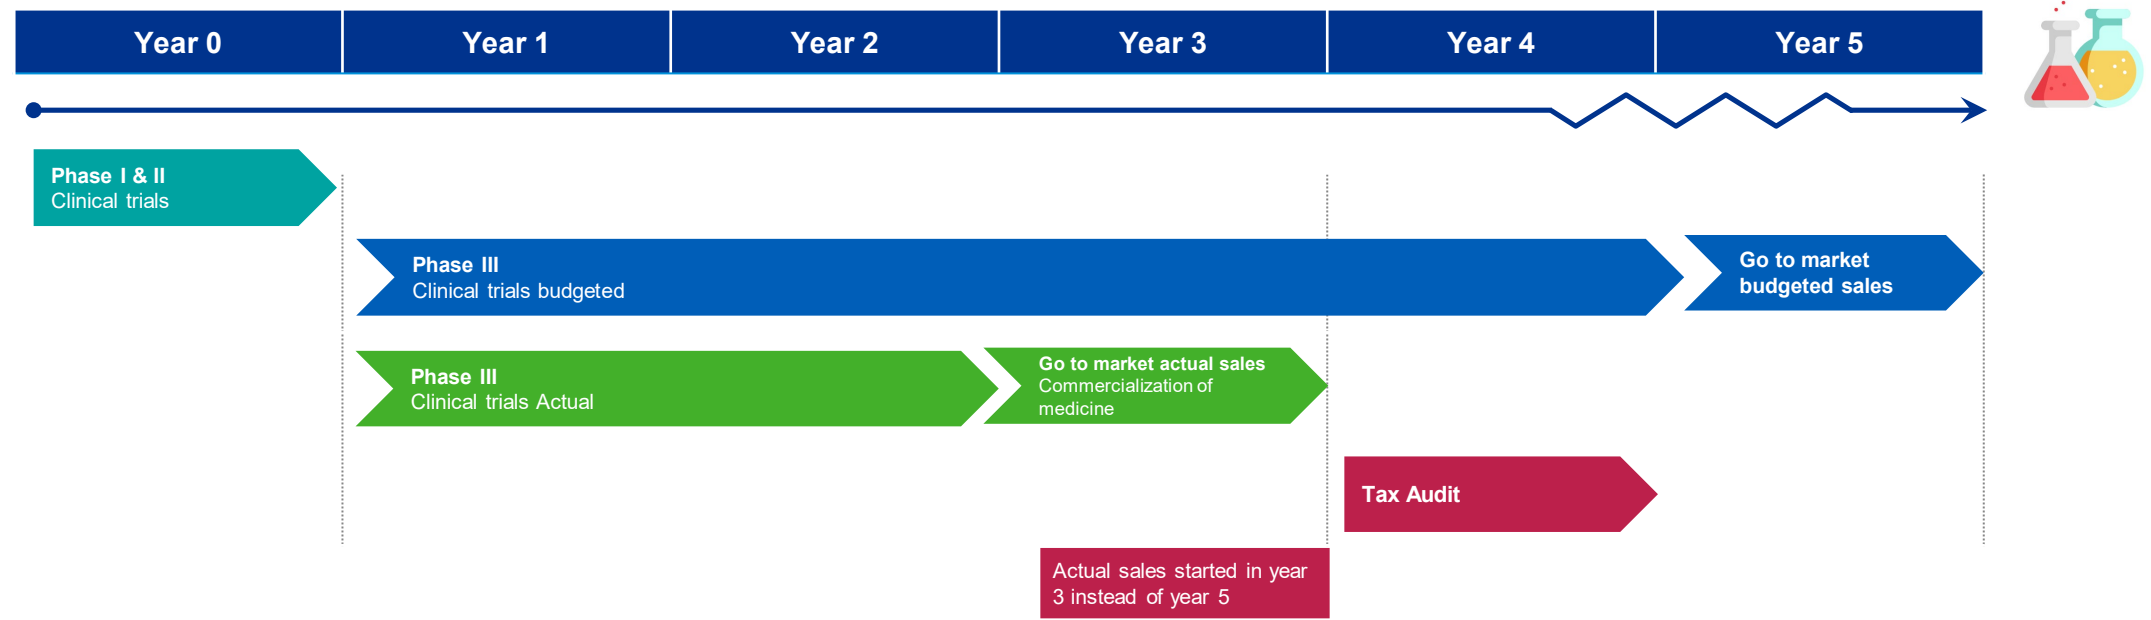 Year 0
Year 1
Year 2
Year 3
Year 4
Year 5
Phase I & II
Clinical trials
Phase III
Clinical trials budgeted
Go to market
budgeted sales
Phase III
Clinical trials Actual
Go to market actual sales
Commercialization of
medicine
Tax Audit
Actual sales started in year
3 instead of year 5